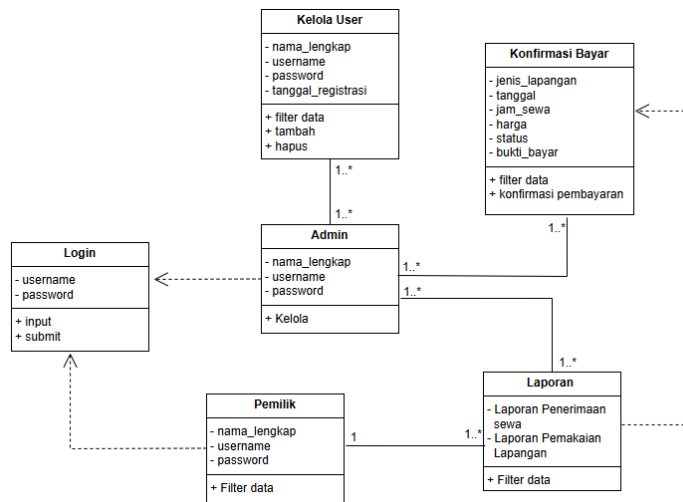 Kelola User
- nama_lengkap
- username
- password
- tanggal_registrasi
+ filter data
+ tambah
+ hapus
1..*
1..*
Konfirmasi Bayar
- jenis_lapangan
- tanggal
- jam_sewa
- harga
- status
- bukti_bayar
+ filter data
+ konfirmasi pembayaran
1..*
1..*
Admin
- nama_lengkap
- username
- password
+ Kelola
1..*
1..*
Login
- username
- password
+ input
+ submit
Pemilik
- nama_lengkap
- username
- password
+ Filter data
1
1..*
Laporan
- Laporan Penerimaan
sewa
- Laporan Pemakaian
Lapangan
+ Filter data